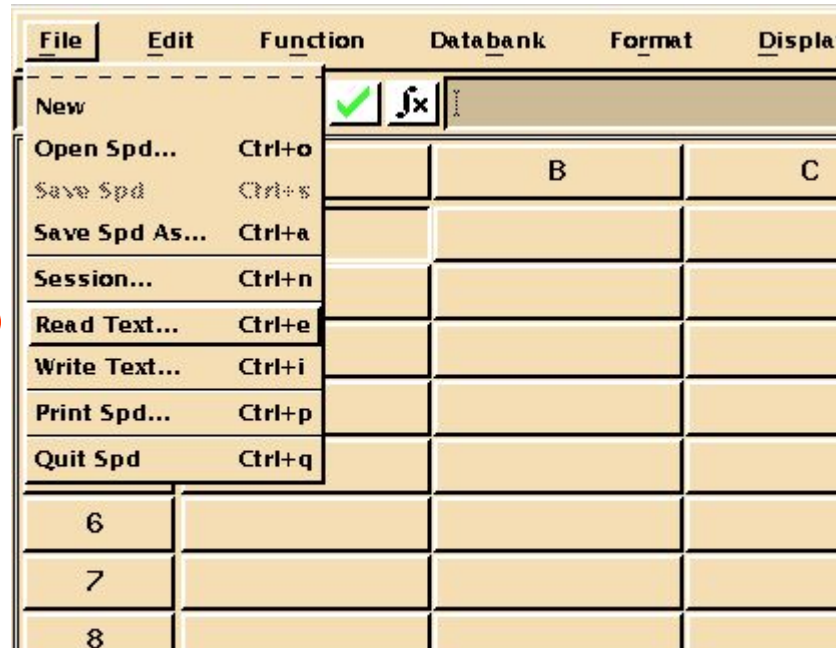 File Edit Function Databank Format Displa
New
fx
Open Spd... Ctrl+o
B C
Save Spd Ctrl+s
Save Spd As... Ctrl+a
Session... Ctrl+n
Read Text... Ctrl+e
Write Text... Ctrl+i
Print Spd... Ctrl+p
Quit Spd Ctrl+q
6
7
8